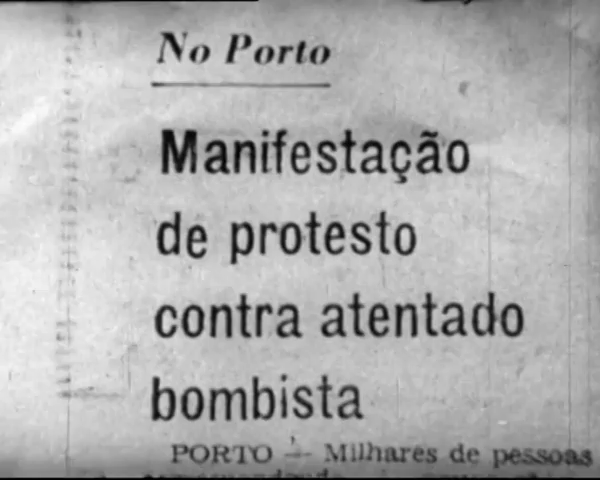 No Porto
Manifestação
de protesto
contra atentado
bombista
PORTO — Milhares de pessoas